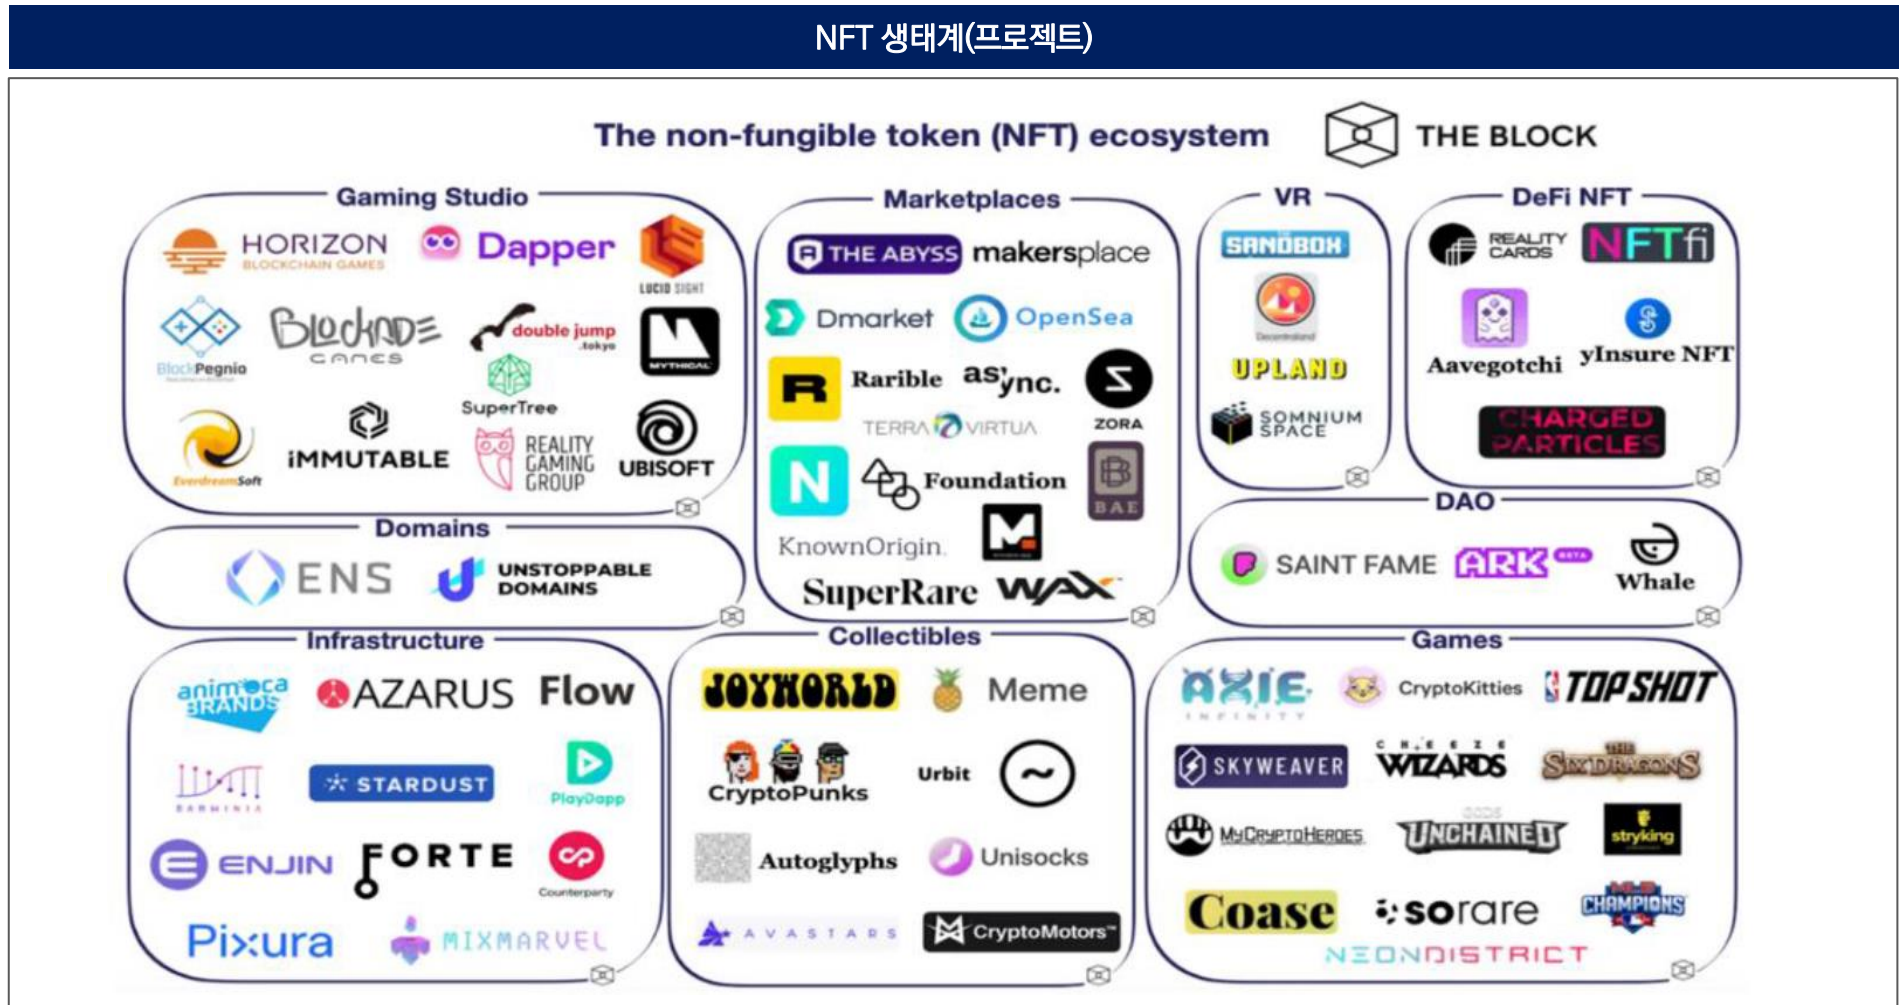 NFT 생태계(프로젝트)
The non-fungible token (NFT) ecosystem
THE BLOCK
Gaming Studio
HORIZON
BLOCKCHAIN GAMES
Dapper
LUCID SIGHT
BlockPegnio
BLOCKADE
GAMES
double jump
.tokyo
MYTHICAL
SuperTree
EverdreamSoft
iMMUTABLE
REALITY
GAMING
GROUP
UBISOFT
Marketplaces
THE ABYSS
makersplace
Dmarket
OpenSea
R
Rarible
async.
ZORA
TERRA VIRTUA
N
Foundation
BAE
KnownOrigin.
M
SuperRare
WAX
VR
THE
SANDBOX
Decentraland
UPLAND
SOMNIUM
SPACE
DeFi NFT
REALITY
CARDS
NFTfi
Aavegotchi
yInsure NFT
CHARGED
PARTICLES
Domains
ENS
UNSTOPPABLE
DOMAINS
DAO
SAINT FAME
ARK
BETA
Whale
Infrastructure
animoca
BRANDS
AZARUS
Flow
DARWINIA
STARDUST
PlayDapp
ENJIN
FORTE
Counterparty
Pixura
MIXMARVEL
Collectibles
JOYWORLD
Meme
CryptoPunks
Urbit
Autoglyphs
Unisocks
AVASTARS
CryptoMotors™
Games
AXIE
INFINITY
CryptoKitties
TOP SHOT
SKYWEAVER
CHEEZE
WIZARDS
THE
SIX DRAGONS
MYCRYPTOHEROES
GODS
UNCHAINED
stryking
Coase
sorare
MLB
CHAMPIONS
NEONDISTRICT